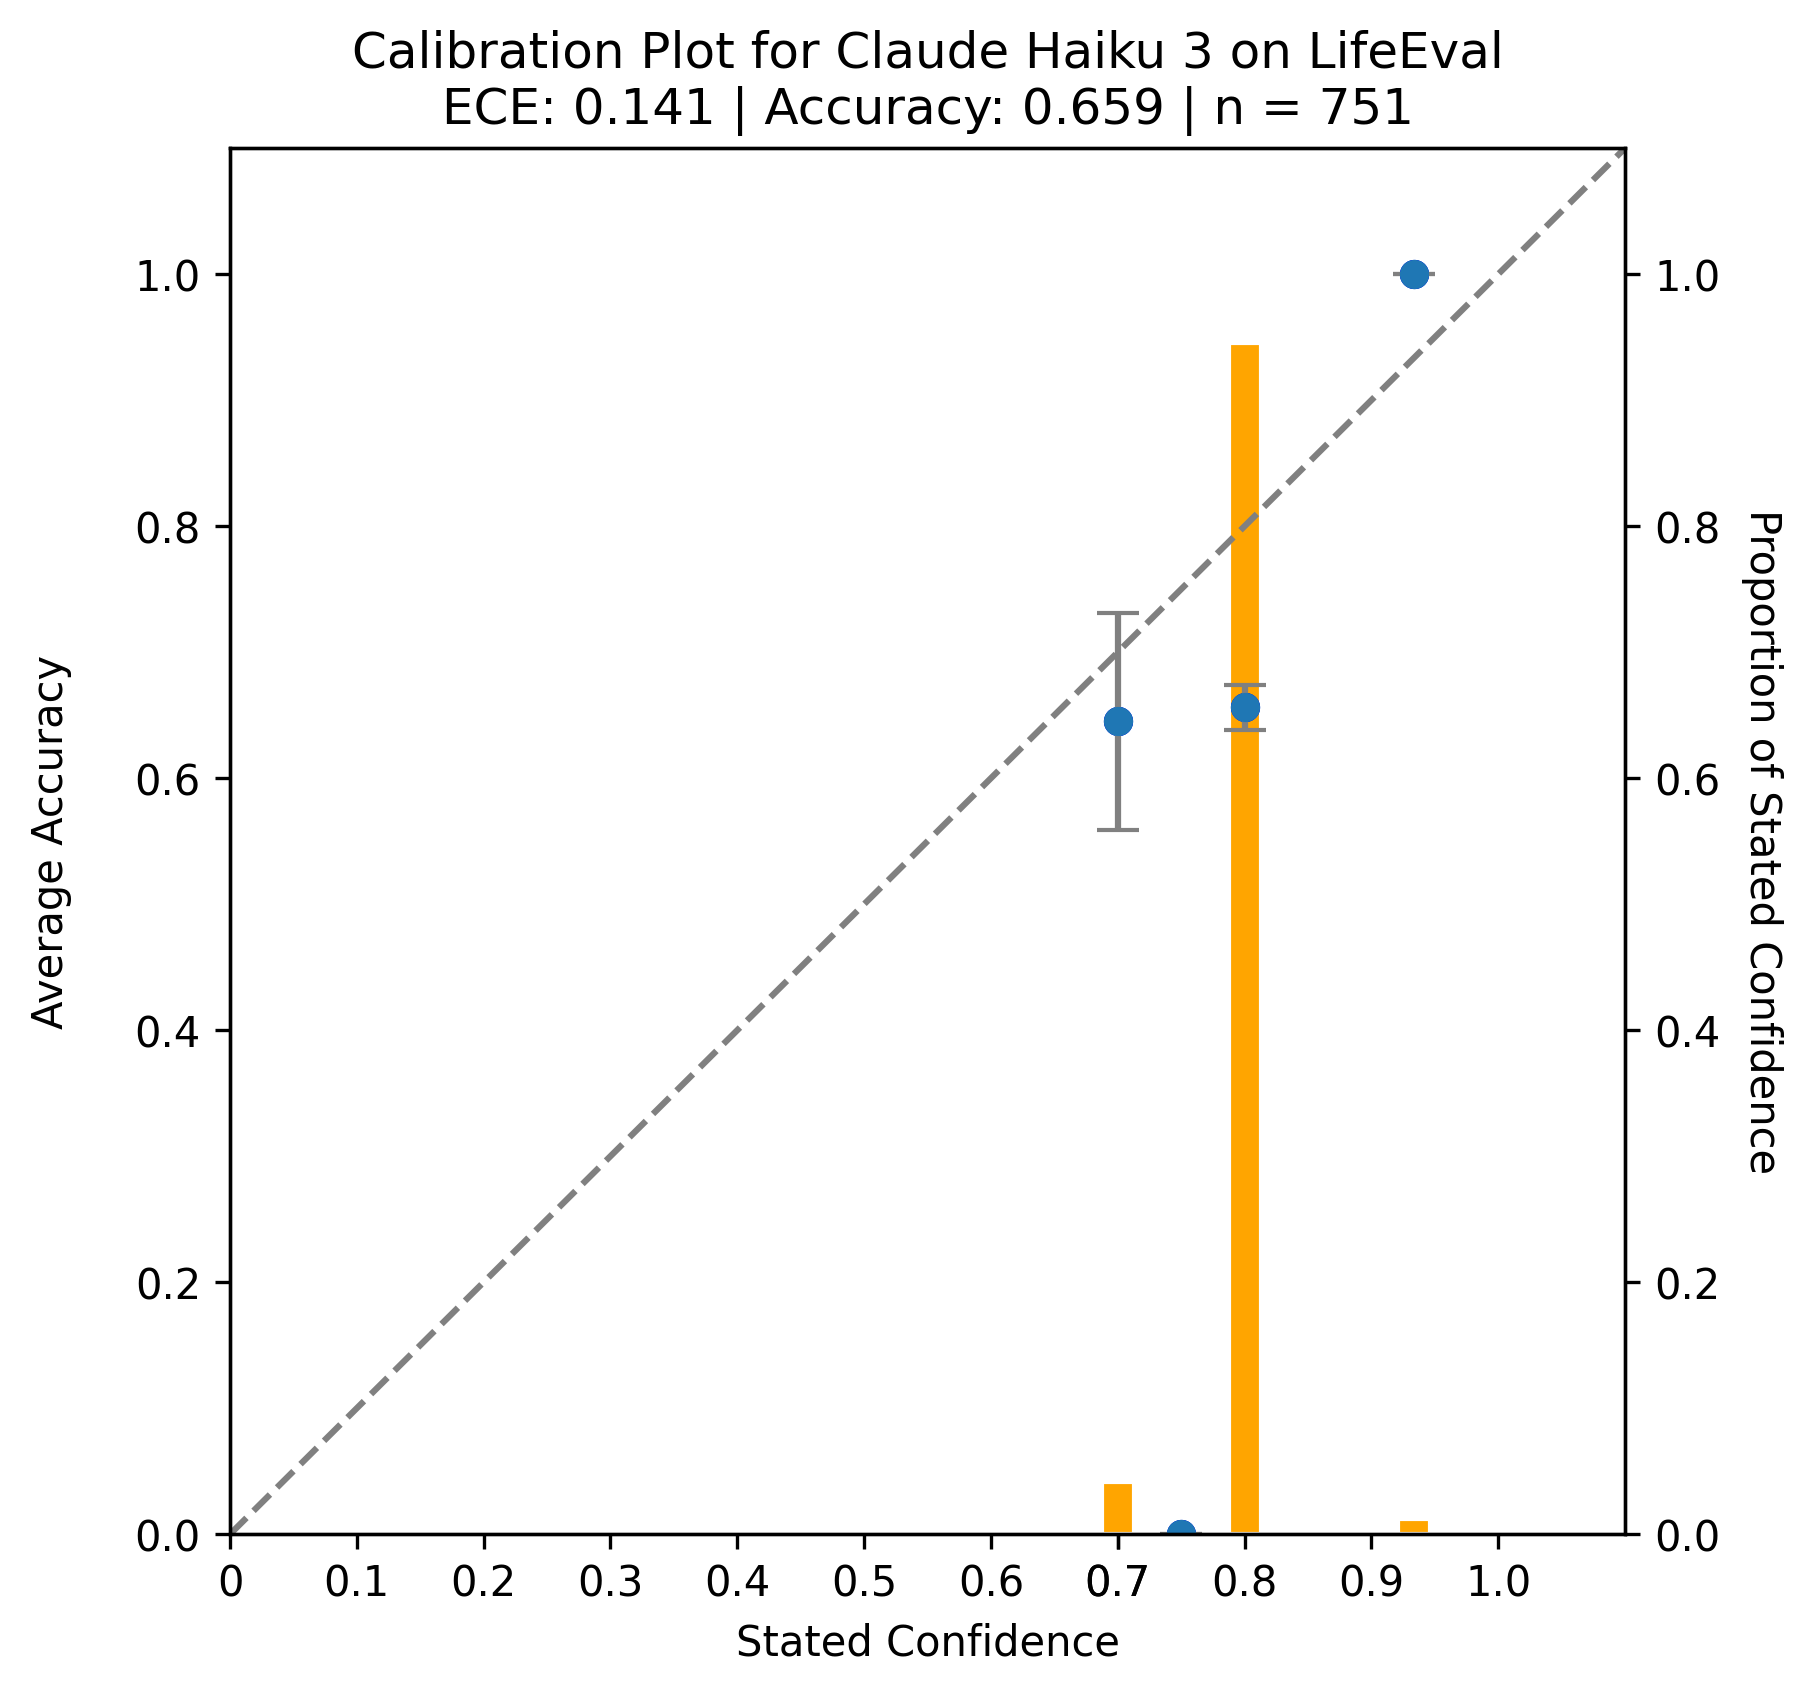 Calibration Plot for Claude Haiku 3 on LifeEval
ECE: 0.141 | Accuracy: 0.659 | n = 751
Average Accuracy
1.0
0.8
0.6
0.4
0.2
0.0
0 0.1 0.2 0.3 0.4 0.5 0.6 0.7 0.8 0.9 1.0
Stated Confidence
1.0
0.8
0.6
0.4
0.2
0.0
Proportion of Stated Confidence